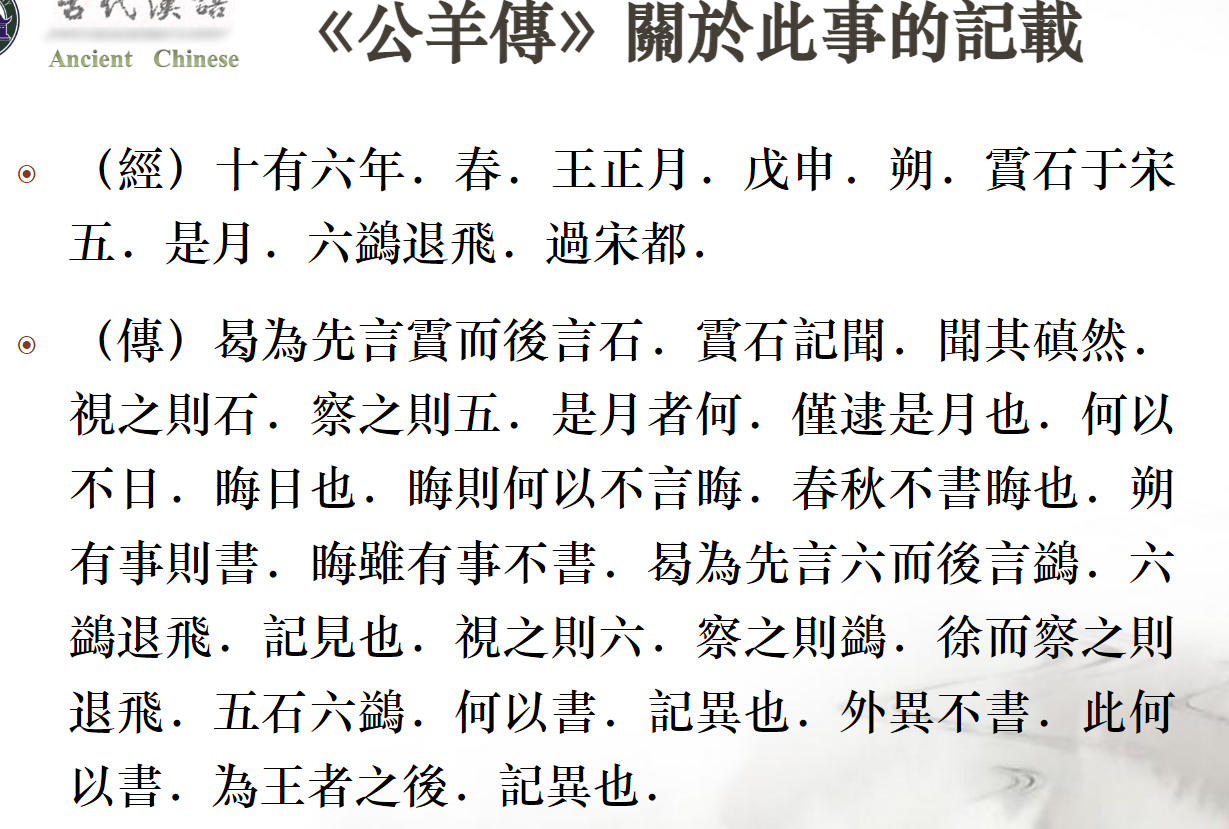 古代漢語
Ancient Chinese
《公羊傳》關於此事的記載
（經）十有六年．春．王正月．戊申．朔．霣石于宋
五．是月．六鷁退飛．過宋都．
（傳）曷為先言霣而後言石．霣石記聞．聞其磌然．
視之則石．察之則五．是月者何．僅逮是月也．何以
不日．晦日也．晦則何以不言晦．春秋不書晦也．朔
有事則書．晦雖有事不書．曷為先言六而後言鷁．六
鷁退飛．記見也．視之則六．察之則鷁．徐而察之則
退飛．五石六鷁．何以書．記異也．外異不書．此何
以書．為王者之後．記異也．